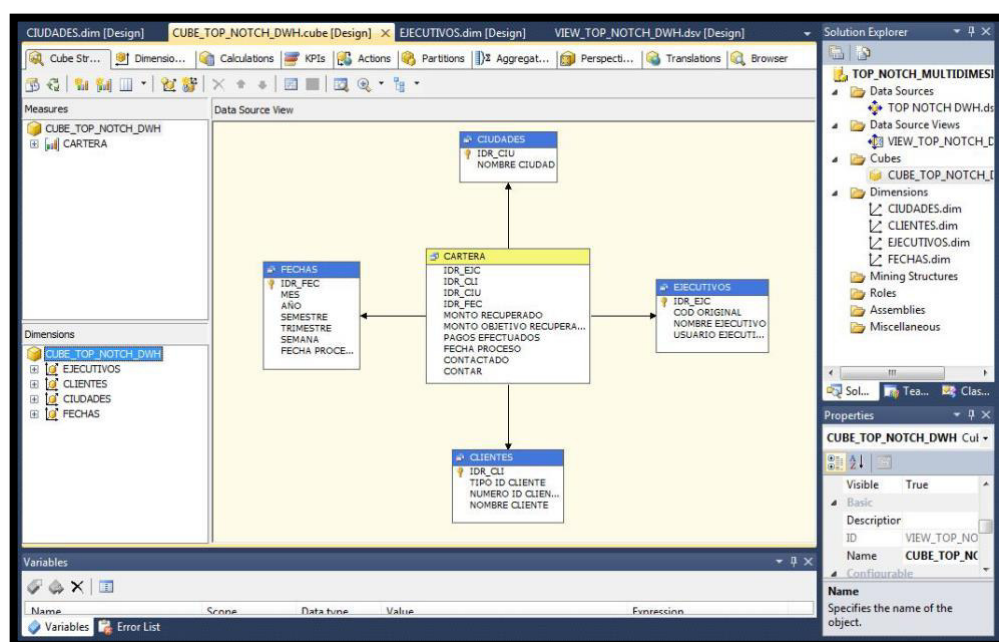 CIUDADES.dim [Design]
CUBE_TOP_NOTCH_DWH.cube [Design]
EJECUTIVOS.dim [Design]
VIEW_TOP_NOTCH_DWH.dsv [Design]
Cube Str...
Dimensio...
Calculations
KPIs
Actions
Partitions
Aggregat...
Perspecti...
Translations
Browser
Measures
CUBE_TOP_NOTCH_DWH
CARTERA
Dimensions
CUBE_TOP_NOTCH_DWH
EJECUTIVOS
CLIENTES
CIUDADES
FECHAS
Data Source View
CIUDADES
IDR_CIU
NOMBRE CIUDAD
FECHAS
IDR_FEC
MES
AÑO
SEMESTRE
TRIMESTRE
SEMANA
FECHA PROCE...
CARTERA
IDR_EJC
IDR_CLI
IDR_CIU
IDR_FEC
MONTO RECUPERADO
MONTO OBJETIVO RECUPERA...
PAGOS EFECTUADOS
FECHA PROCESO
CONTACTADO
CONTAR
EJECUTIVOS
IDR_EJC
COD ORIGINAL
NOMBRE EJECUTIVO
USUARIO EJECUTI...
CLIENTES
IDR_CLI
TIPO ID CLIENTE
NUMERO ID CLIEN...
NOMBRE CLIENTE
Variables
Name
Scope
Data type
Value
Expression
Variables
Error List
Solution Explorer
TOP_NOTCH_MULTIDIMESI
Data Sources
TOP NOTCH DWH.ds
Data Source Views
VIEW_TOP_NOTCH_D
Cubes
CUBE_TOP_NOTCH_D
Dimensions
CIUDADES.dim
CLIENTES.dim
EJECUTIVOS.dim
FECHAS.dim
Mining Structures
Roles
Assemblies
Miscellaneous
Sol...
Tea...
Clas...
Properties
CUBE_TOP_NOTCH_DWH Cul
Visible True
Basic
Description
ID VIEW_TOP_NO
Name CUBE_TOP_NO
Configurable
Name
Specifies the name of the
object.